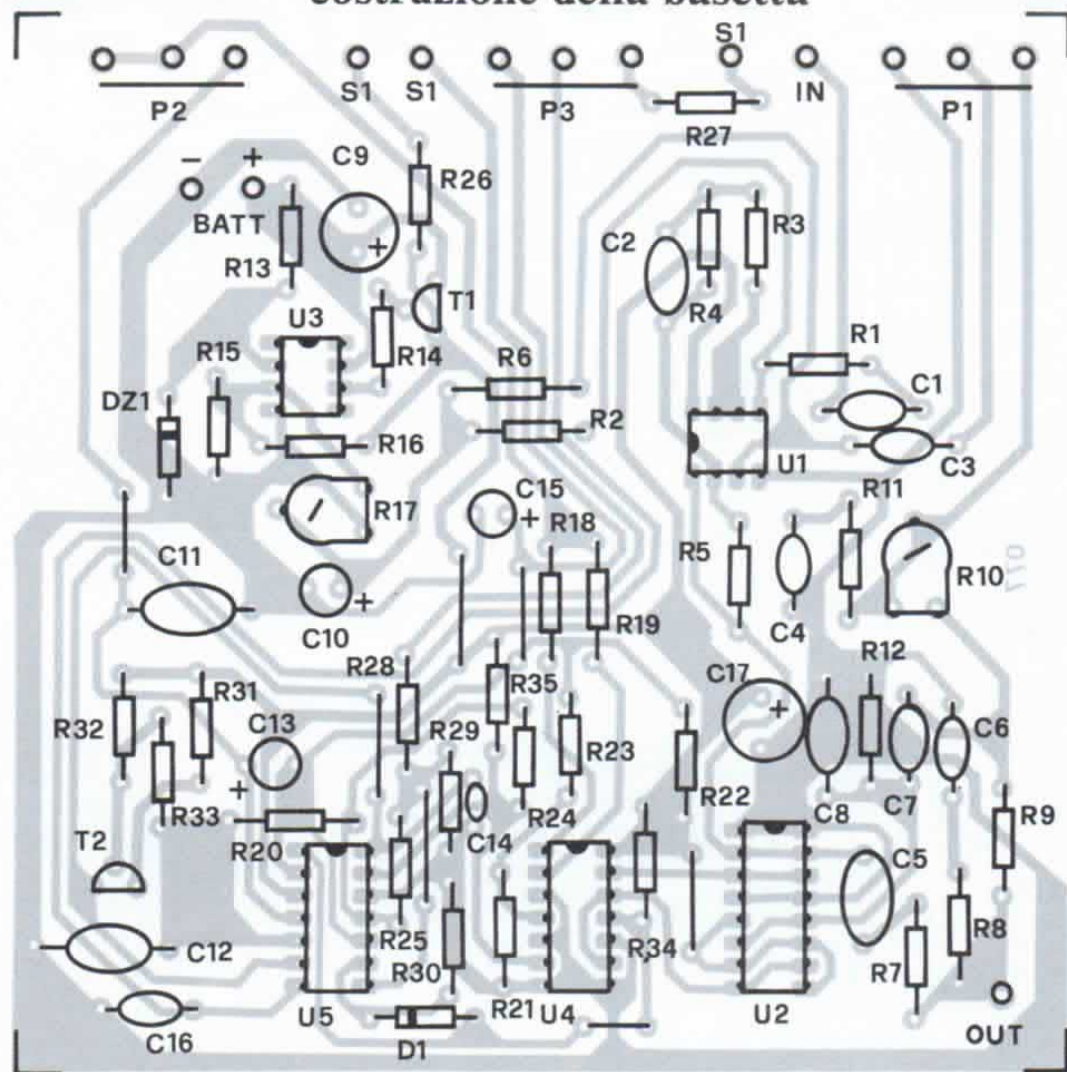 costruzione della basetta
S1
P2
S1
S1
P3
IN
P1
R27
C9
R26
- +
BATT
R13
C2
R3
R4
T1
U3
R14
R15
R6
R1
DZ1
C1
R16
R2
U1
C3
R17
C15
+
R18
R11
R5
R10
C11
C10
+
R19
C4
077
R28
R12
C17
+
R35
R31
R32
C13
+
R29
R23
C6
R33
R22
R24
C8
C7
R9
T2
R20
C14
C5
C12
R25
R30
R34
R7
R8
R21
U5
U4
U2
C16
D1
OUT
+